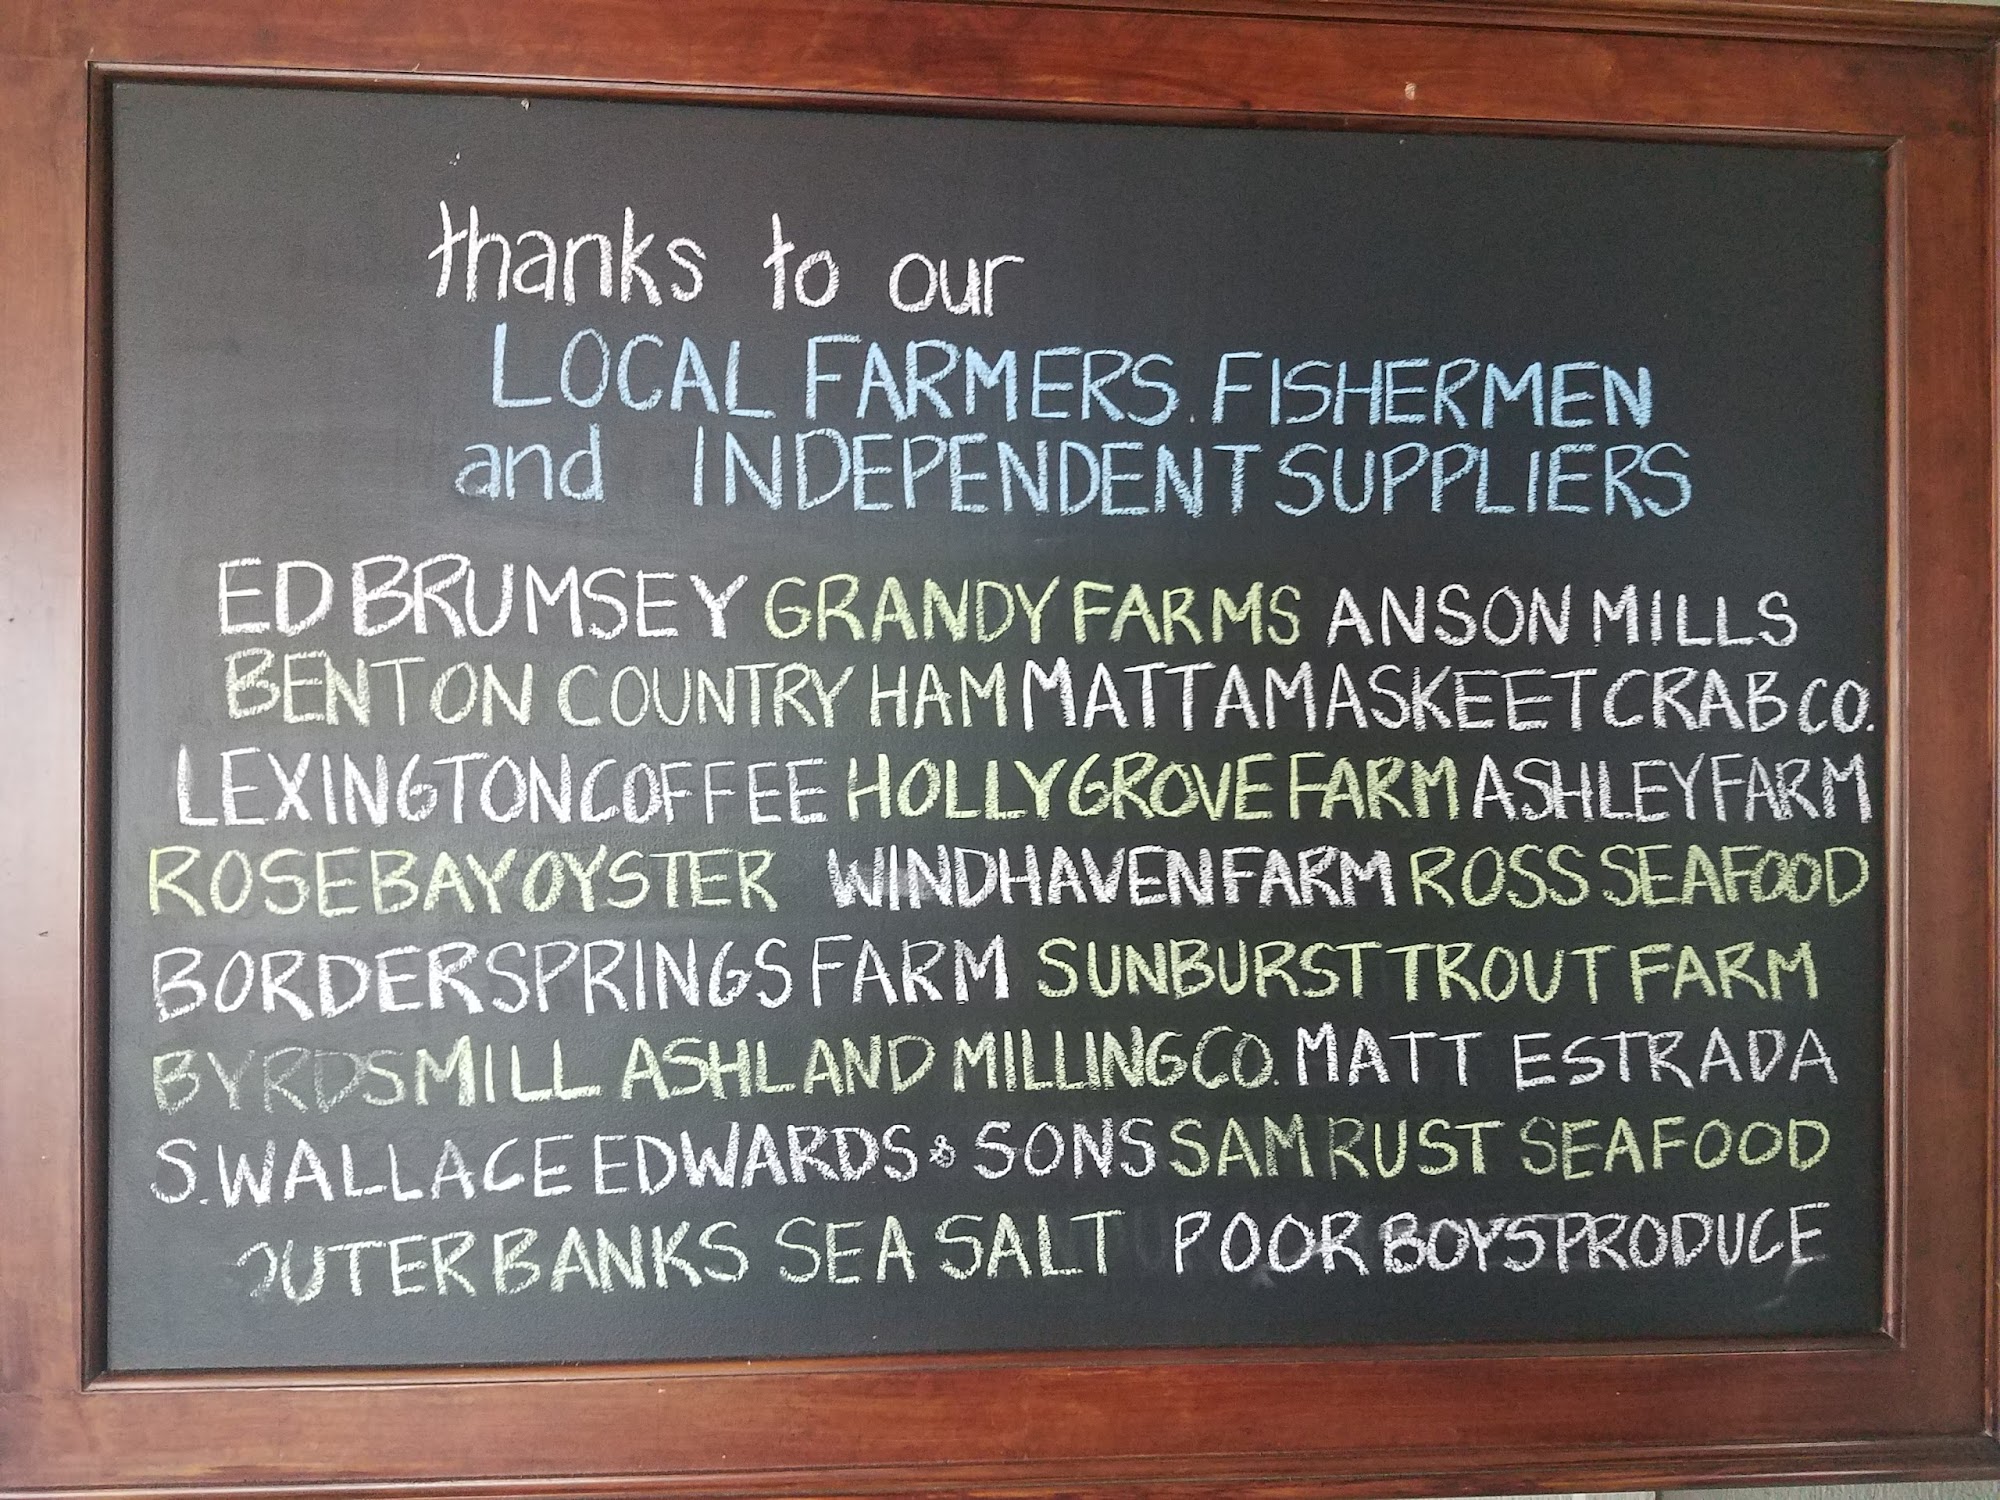 thanks to our
LOCAL FARMERS. FISHERMEN
and INDEPENDENT SUPPLIERS
ED BRUMSEY GRANDY FARMS ANSON MILLS
BENTON COUNTRY HAM MATTAMASKEET CRAB CO.
LEXINGTON COFFEE HOLLY GROVE FARM ASHLEY FARM
ROSE BAY OYSTER WINDHAVEN FARM ROSS SEAFOOD
BORDER SPRINGS FARM SUNBURST TROUT FARM
BYRDS MILL ASHLAND MILLING CO. MATT ESTRADA
S. WALLACE EDWARDS & SONS SAM RUST SEAFOOD
OUTER BANKS SEA SALT POOR BOYS PRODUCE